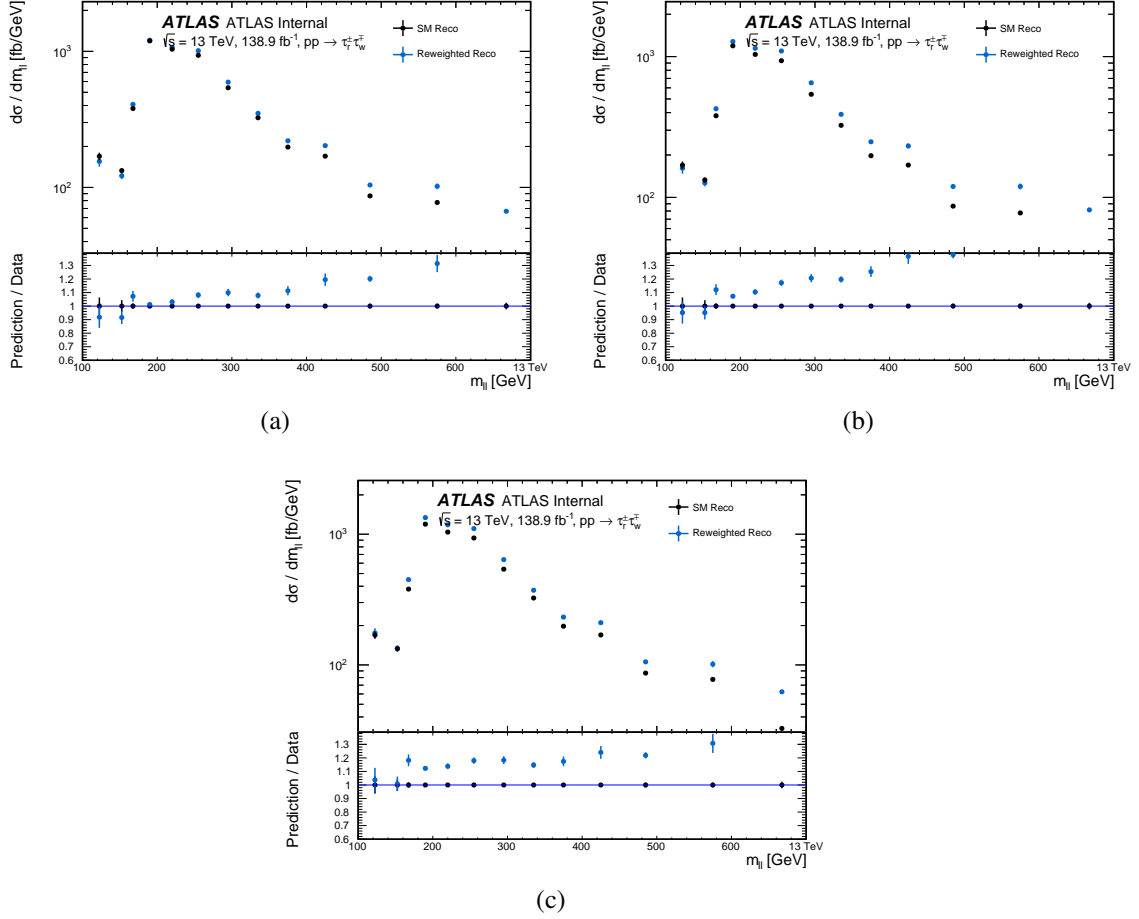 ATLAS ATLAS Internal
√s = 13 TeV, 138.9 fb⁻¹, pp → τᵣ±τ_w∓
SM Reco
Reweighted Reco
dσ / dm_ll [fb/GeV]
10³
10²
Prediction / Data
1.3
1.2
1.1
1
0.9
0.8
0.7
0.6
100 200 300 400 500 600 13 TeV
m_ll [GeV]
(a)
ATLAS ATLAS Internal
√s = 13 TeV, 138.9 fb⁻¹, pp → τᵣ±τ_w∓
SM Reco
Reweighted Reco
dσ / dm_ll [fb/GeV]
10³
10²
Prediction / Data
1.3
1.2
1.1
1
0.9
0.8
0.7
0.6
100 200 300 400 500 600 13 TeV
m_ll [GeV]
(b)
ATLAS ATLAS Internal
√s = 13 TeV, 138.9 fb⁻¹, pp → τᵣ±τ_w∓
SM Reco
Reweighted Reco
dσ / dm_ll [fb/GeV]
10³
10²
Prediction / Data
1.3
1.2
1.1
1
0.9
0.8
0.7
0.6
100 200 300 400 500 600 13 TeV
m_ll [GeV]
(c)